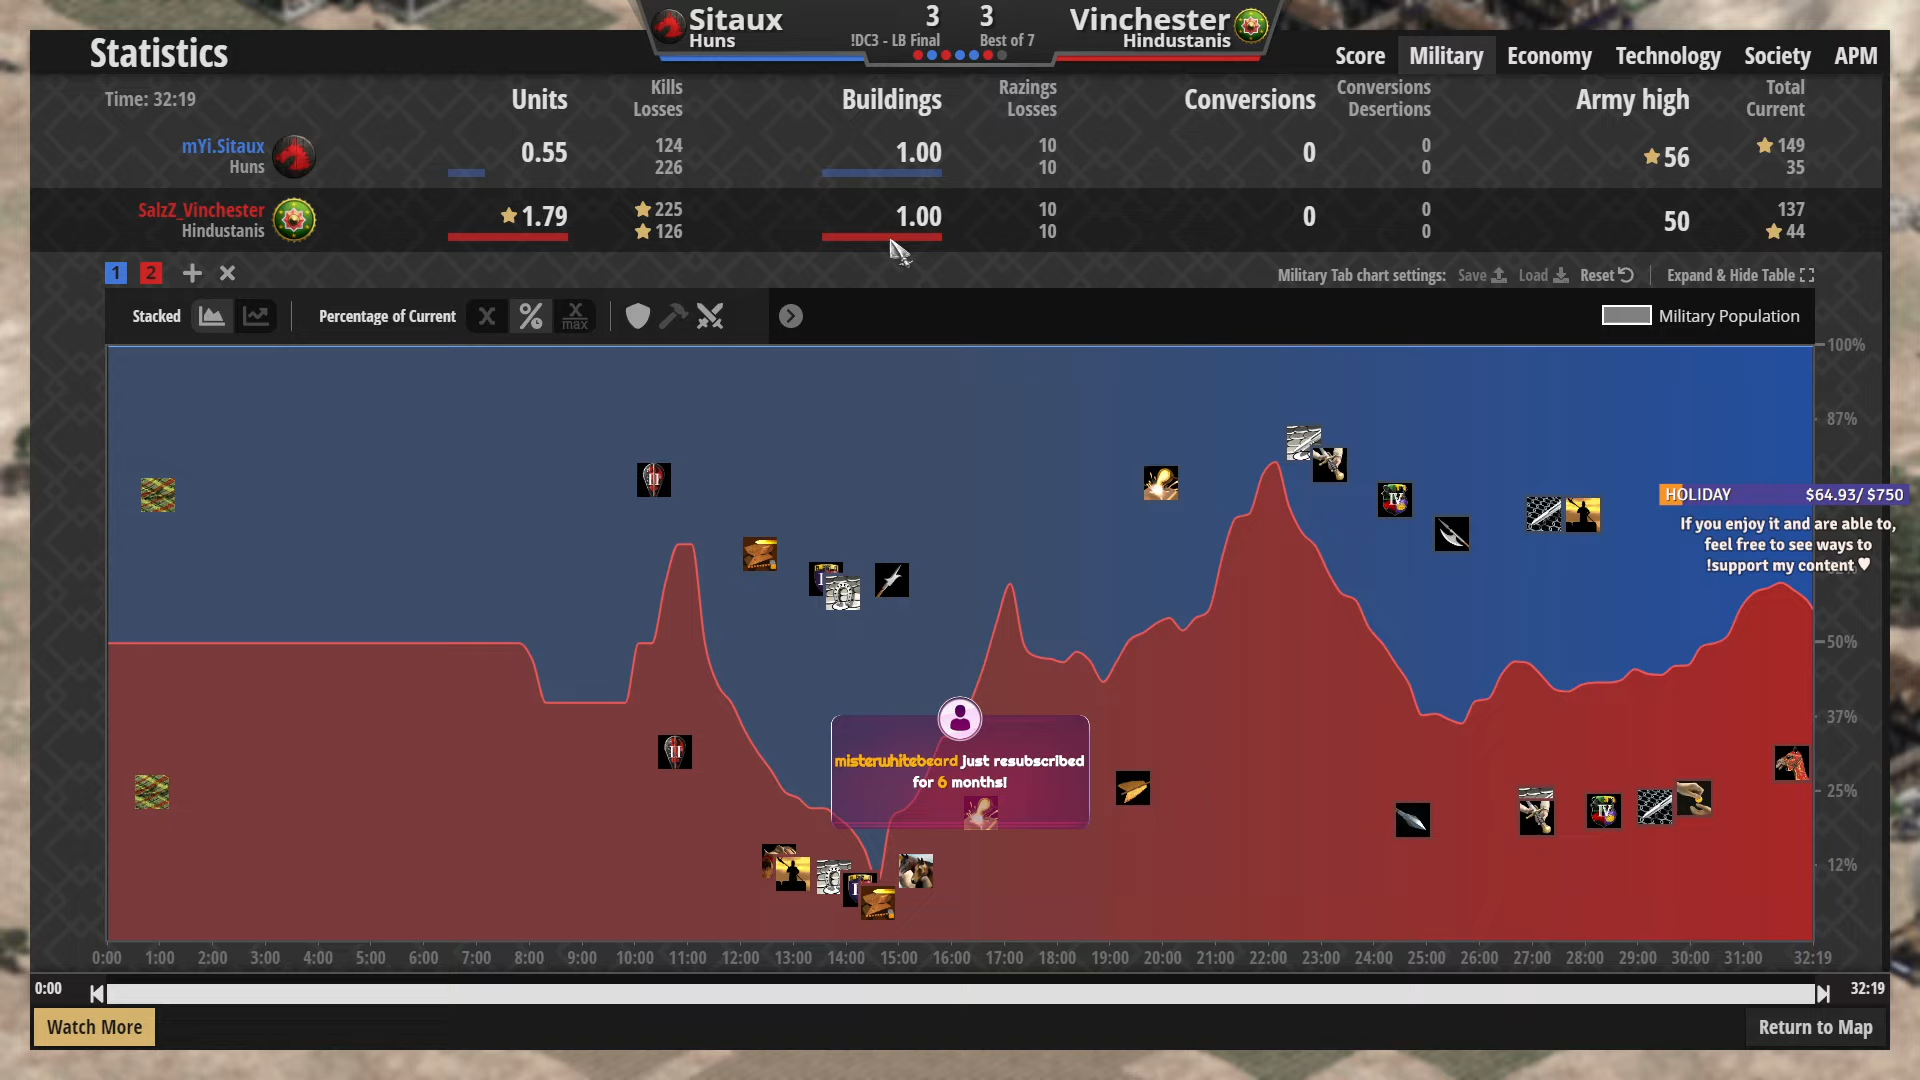 Sitaux
Huns
3 3
!DC3 - LB Final Best of 7
Vinchester
Hindustanis
Statistics
Score Military Economy Technology Society APM
Time: 32:19
Units Kills Losses Buildings Razings Losses Conversions Conversions Desertions Army high Total Current
mYi.Sitaux
Huns
0.55 124 226 1.00 10 10 0 0 0 56 149 35
SalzZ_Vinchester
Hindustanis
1.79 225 126 1.00 10 10 0 0 0 50 137 44
1 2
Military Tab chart settings: Save Load Reset Expand & Hide Table
Stacked Percentage of Current X % X max Military Population
100%
87%
50%
37%
25%
12%
II
IV
HOLIDAY $64.93/ $750
If you enjoy it and are able to,
feel free to see ways to
!support my content ♥
II
misterwhitebeard just resubscribed
for 6 months!
IV
0:00 1:00 2:00 3:00 4:00 5:00 6:00 7:00 8:00 9:00 10:00 11:00 12:00 13:00 14:00 15:00 16:00 17:00 18:00 19:00 20:00 21:00 22:00 23:00 24:00 25:00 26:00 27:00 28:00 29:00 30:00 31:00 32:19
0:00 32:19
Watch More Return to Map